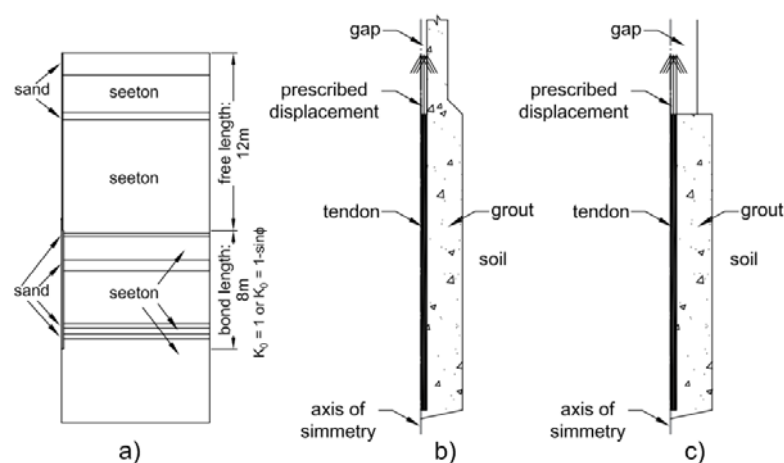 sand
seeton
seeton
free length:
12m
sand
seeton
bond length:
8m
K₀ = 1 or K₀ = 1-sinϕ
a)
gap
prescribed
displacement
tendon
grout
soil
axis of
simmetry
b)
gap
prescribed
displacement
tendon
grout
soil
axis of
simmetry
c)